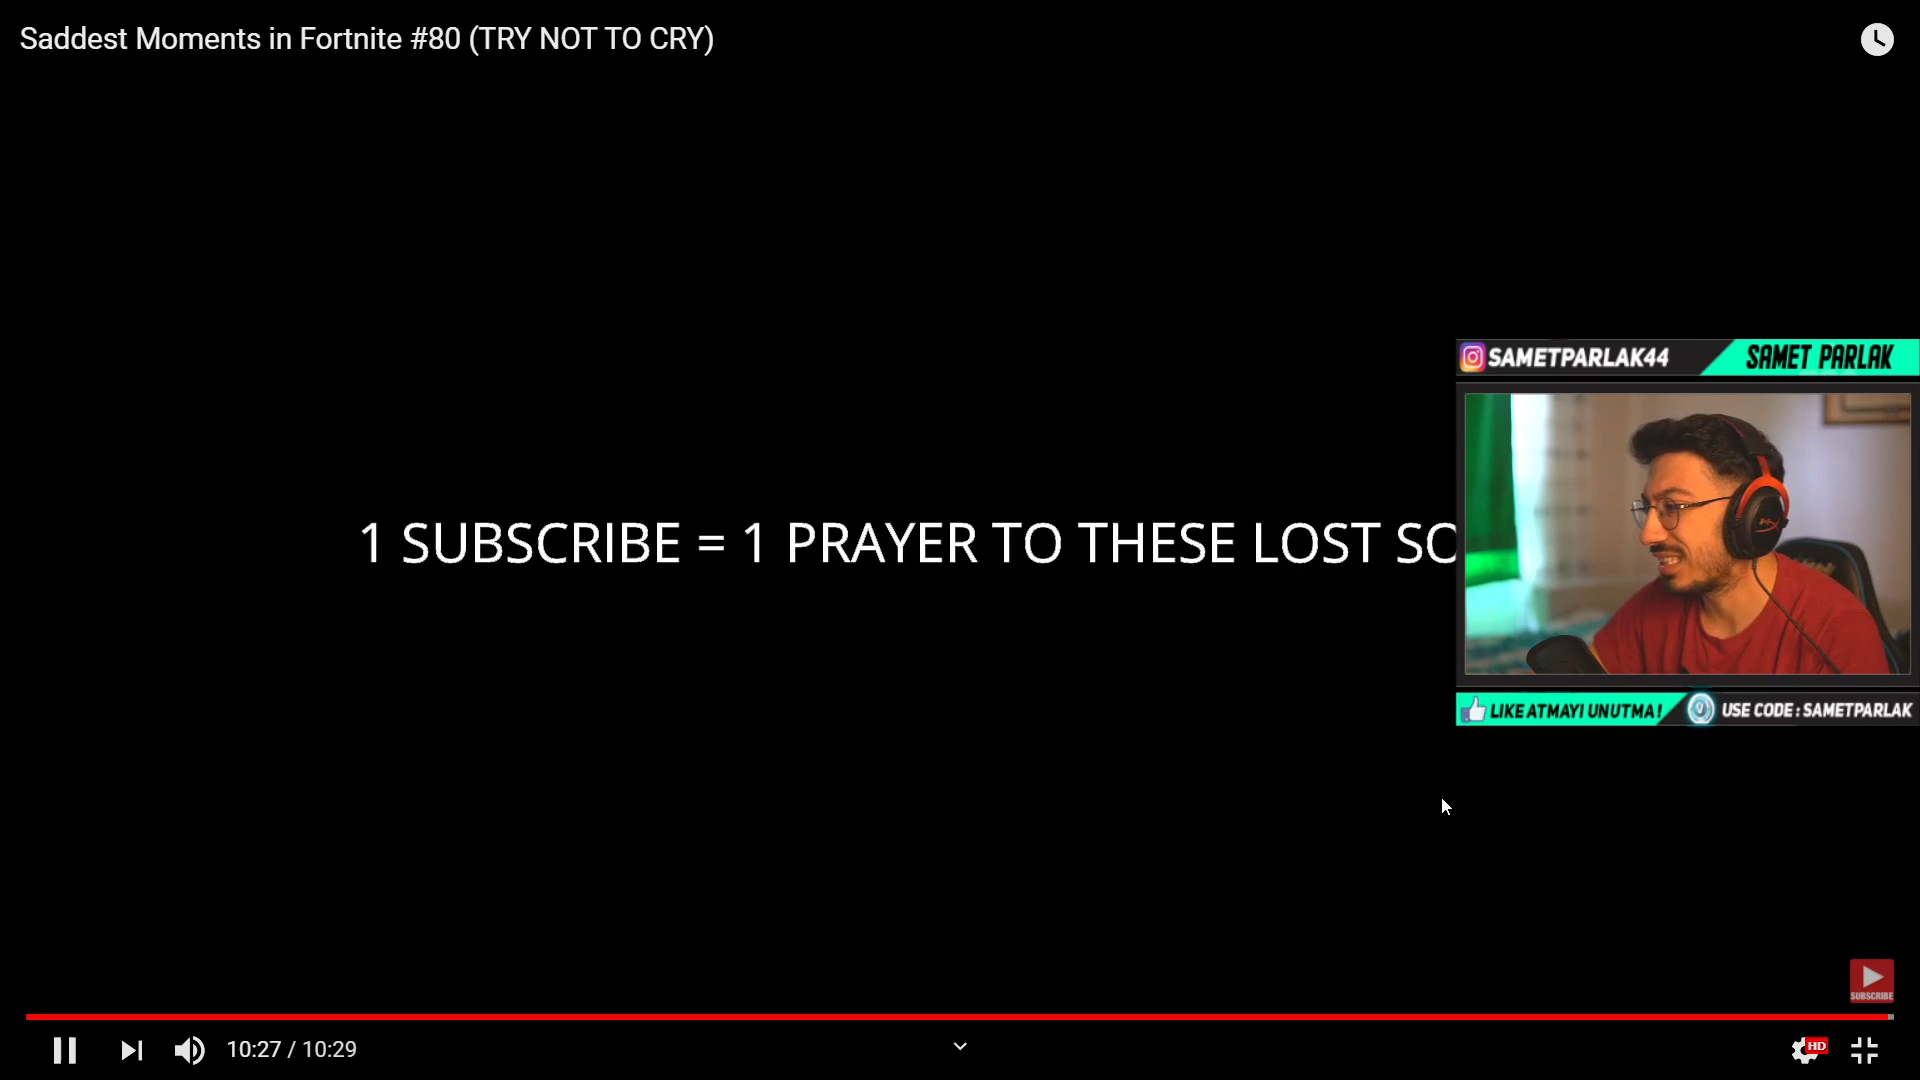 Saddest Moments in Fortnite #80 (TRY NOT TO CRY)
SAMETPARLAK44
SAMET PARLAK
1 SUBSCRIBE = 1 PRAYER TO THESE LOST
LIKE ATMAYI UNUTMA!
USE CODE : SAMETPARLAK
SUBSCRIBE
10:27 / 10:29
HD